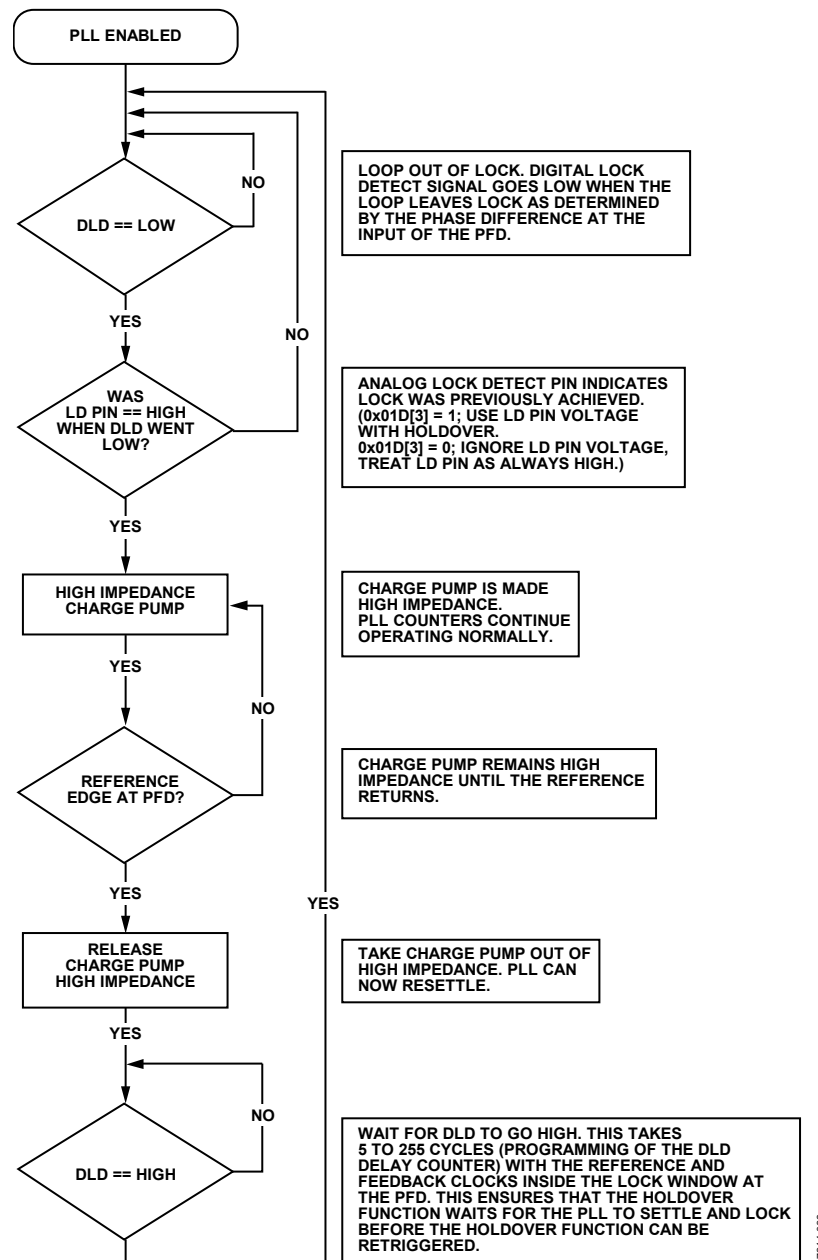 PLL ENABLED
NO
DLD == LOW
LOOP OUT OF LOCK. DIGITAL LOCK
DETECT SIGNAL GOES LOW WHEN THE
LOOP LEAVES LOCK AS DETERMINED
BY THE PHASE DIFFERENCE AT THE
INPUT OF THE PFD.
YES
NO
WAS
LD PIN == HIGH
WHEN DLD WENT
LOW?
ANALOG LOCK DETECT PIN INDICATES
LOCK WAS PREVIOUSLY ACHIEVED.
(0x01D[3] = 1; USE LD PIN VOLTAGE
WITH HOLDOVER.
0x01D[3] = 0; IGNORE LD PIN VOLTAGE,
TREAT LD PIN AS ALWAYS HIGH.)
YES
HIGH IMPEDANCE
CHARGE PUMP
CHARGE PUMP IS MADE
HIGH IMPEDANCE.
PLL COUNTERS CONTINUE
OPERATING NORMALLY.
YES
NO
REFERENCE
EDGE AT PFD?
CHARGE PUMP REMAINS HIGH
IMPEDANCE UNTIL THE REFERENCE
RETURNS.
YES
YES
RELEASE
CHARGE PUMP
HIGH IMPEDANCE
TAKE CHARGE PUMP OUT OF
HIGH IMPEDANCE. PLL CAN
NOW RESETTLE.
YES
NO
DLD == HIGH
WAIT FOR DLD TO GO HIGH. THIS TAKES
5 TO 255 CYCLES (PROGRAMMING OF THE DLD
DELAY COUNTER) WITH THE REFERENCE AND
FEEDBACK CLOCKS INSIDE THE LOCK WINDOW AT
THE PFD. THIS ENSURES THAT THE HOLDOVER
FUNCTION WAITS FOR THE PLL TO SETTLE AND LOCK
BEFORE THE HOLDOVER FUNCTION CAN BE
RETRIGGERED.